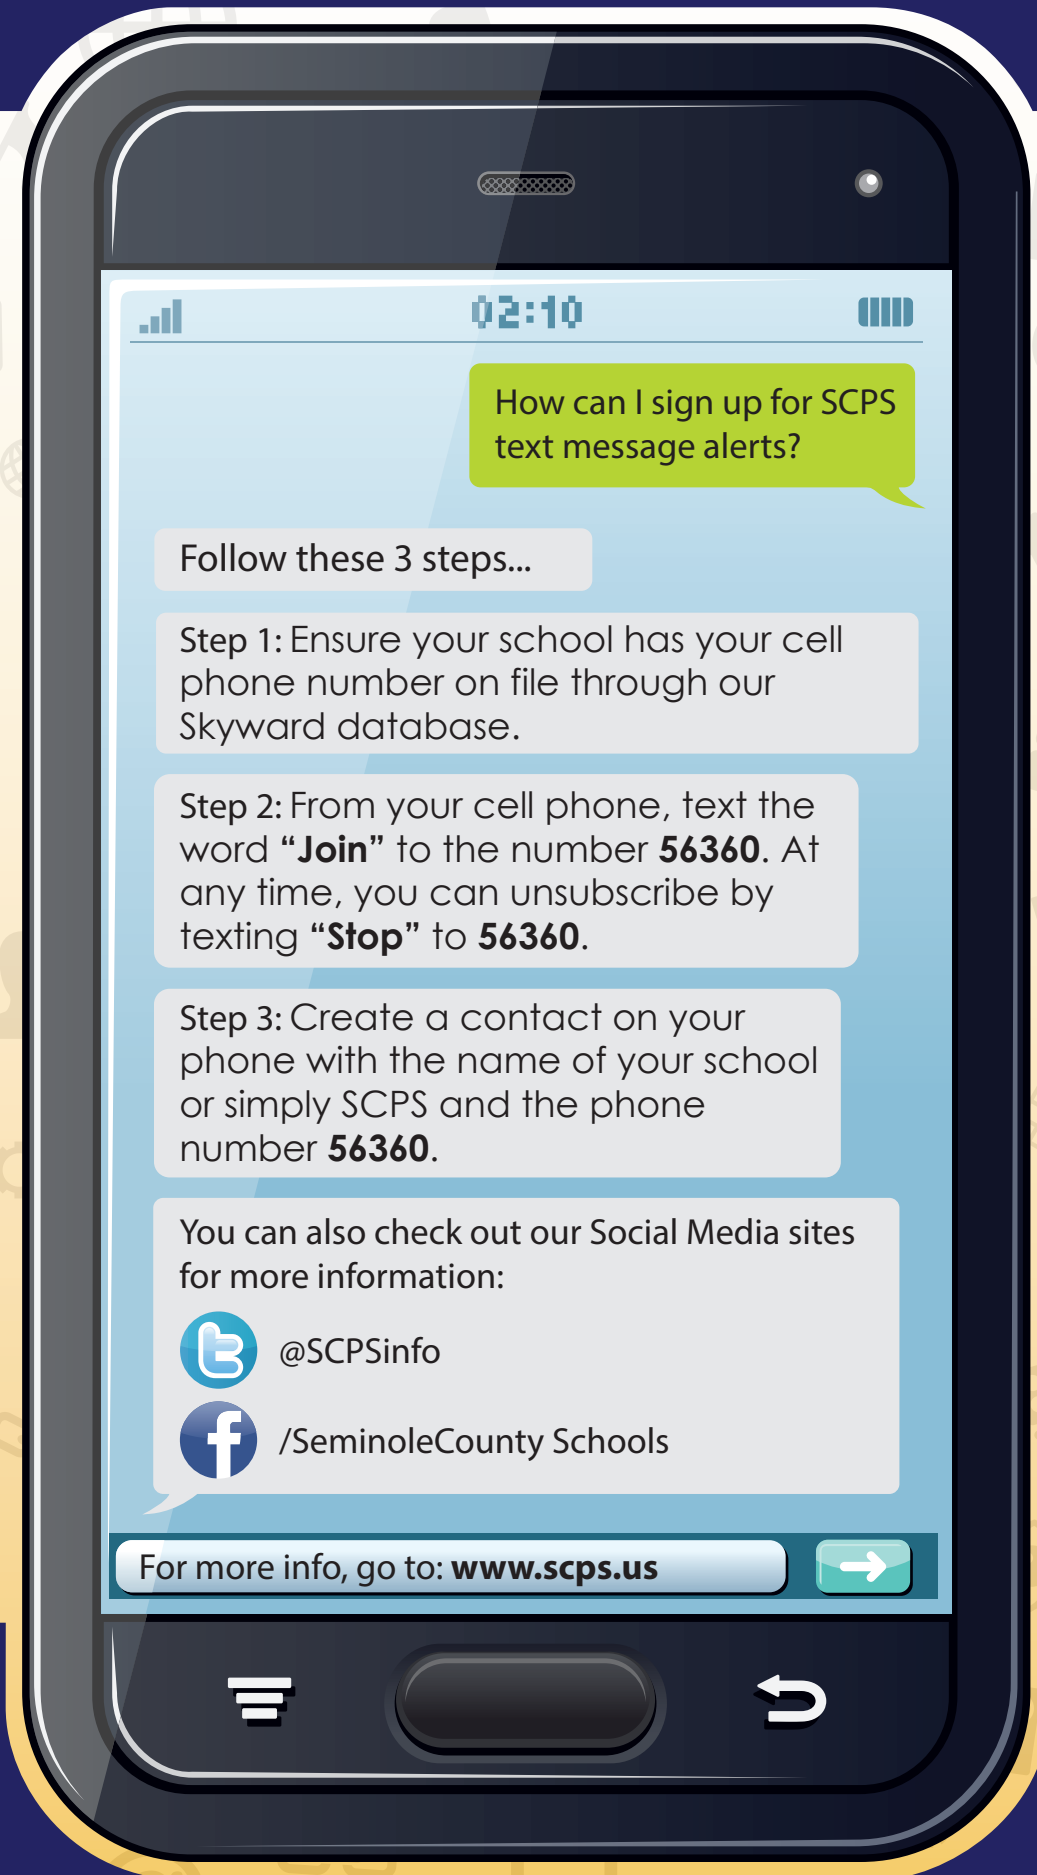 02:10
How can I sign up for SCPS
text message alerts?
Follow these 3 steps...
Step 1: Ensure your school has your cell
phone number on file through our
Skyward database.
Step 2: From your cell phone, text the
word “Join” to the number 56360. At
any time, you can unsubscribe by
texting “Stop” to 56360.
Step 3: Create a contact on your
phone with the name of your school
or simply SCPS and the phone
number 56360.
You can also check out our Social Media sites
for more information:
@SCPSinfo
/SeminoleCounty Schools
For more info, go to: www.scps.us